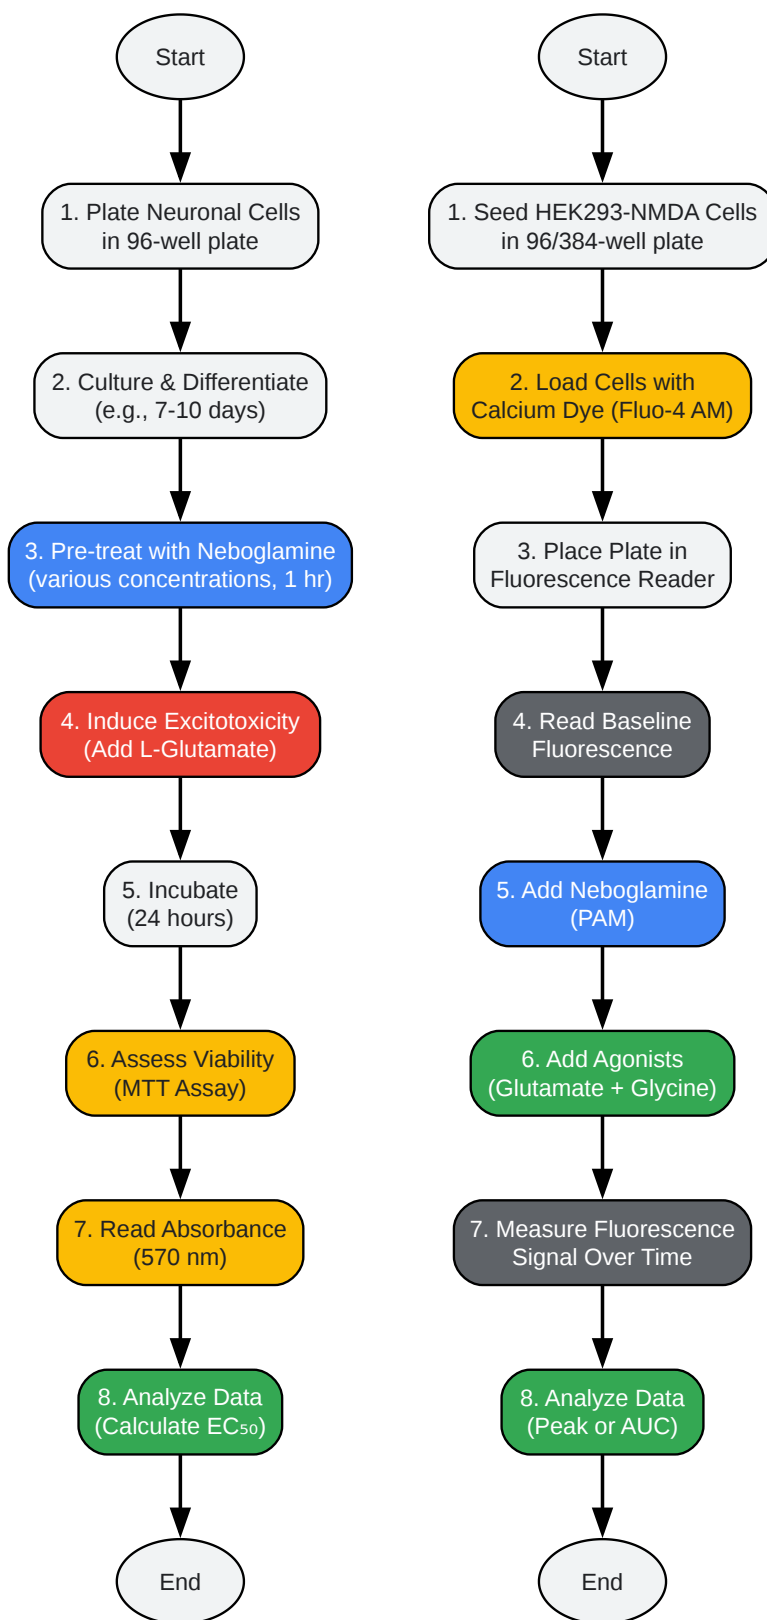 Start
1. Plate Neuronal Cells
in 96-well plate
2. Culture & Differentiate
(e.g., 7-10 days)
3. Pre-treat with Neboglamine
(various concentrations, 1 hr)
4. Induce Excitotoxicity
(Add L-Glutamate)
5. Incubate
(24 hours)
6. Assess Viability
(MTT Assay)
7. Read Absorbance
(570 nm)
8. Analyze Data
(Calculate EC₅₀)
End
Start
1. Seed HEK293-NMDA Cells
in 96/384-well plate
2. Load Cells with
Calcium Dye (Fluo-4 AM)
3. Place Plate in
Fluorescence Reader
4. Read Baseline
Fluorescence
5. Add Neboglamine
(PAM)
6. Add Agonists
(Glutamate + Glycine)
7. Measure Fluorescence
Signal Over Time
8. Analyze Data
(Peak or AUC)
End